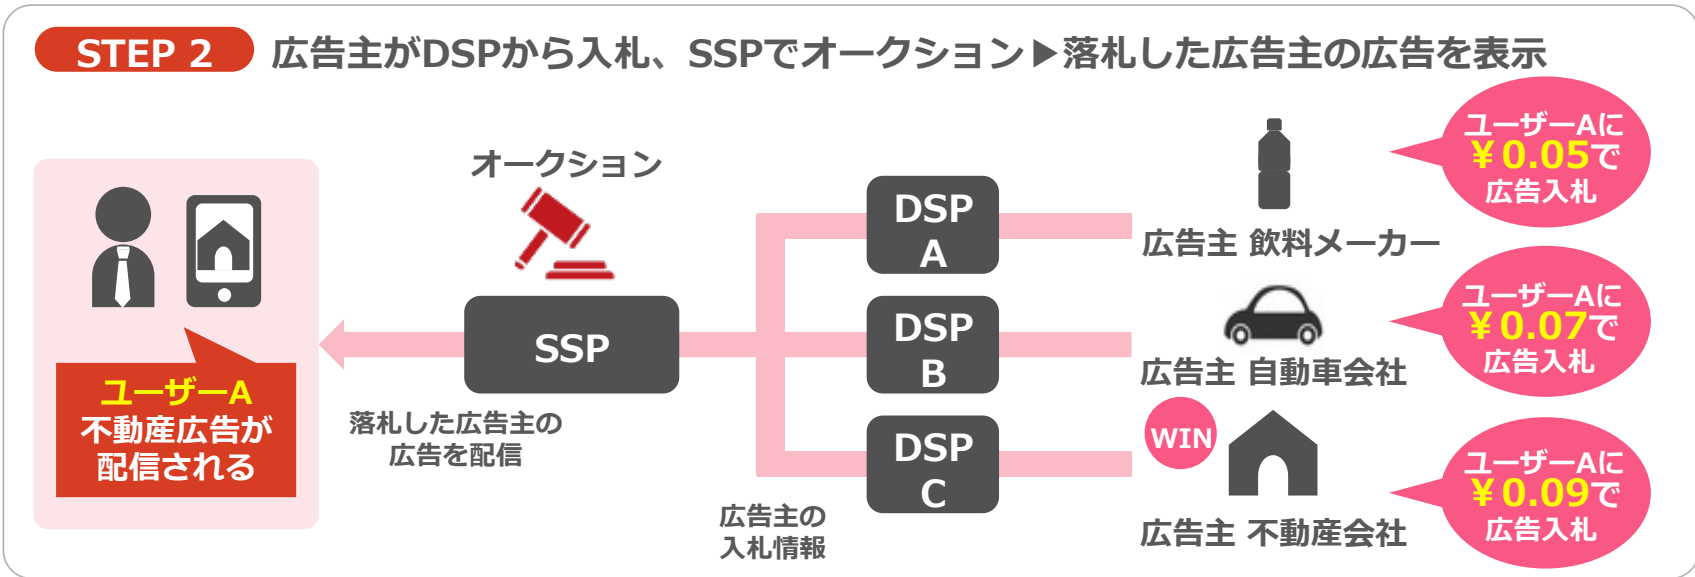 STEP 2
広告主がDSPから入札、SSPでオークション▶落札した広告主の広告を表示
オークション
SSP
落札した広告主の
広告を配信
ユーザーA
不動産広告が
配信される
広告主の
入札情報
DSP
A
広告主 飲料メーカー
ユーザーAに
¥0.05で
広告入札
DSP
B
広告主 自動車会社
ユーザーAに
¥0.07で
広告入札
DSP
C
WIN
広告主 不動産会社
ユーザーAに
¥0.09で
広告入札